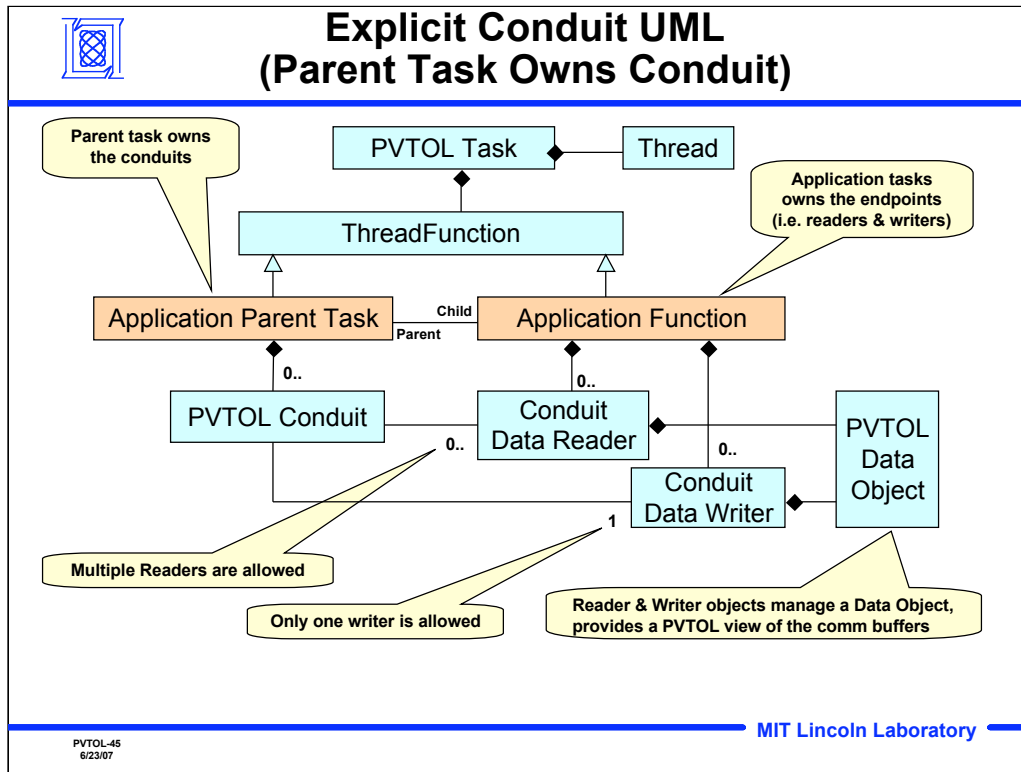 Explicit Conduit UML
(Parent Task Owns Conduit)
Parent task owns
the conduits
PVTOL Task
Thread
Application tasks
owns the endpoints
(i.e. readers & writers)
ThreadFunction
Application Parent Task
Child
Parent
Application Function
0..
0..
PVTOL Conduit
Conduit
Data Reader
PVTOL
Data
Object
0..
0..
Conduit
Data Writer
1
Multiple Readers are allowed
Only one writer is allowed
Reader & Writer objects manage a Data Object,
provides a PVTOL view of the comm buffers
MIT Lincoln Laboratory
PVTOL-45
6/23/07